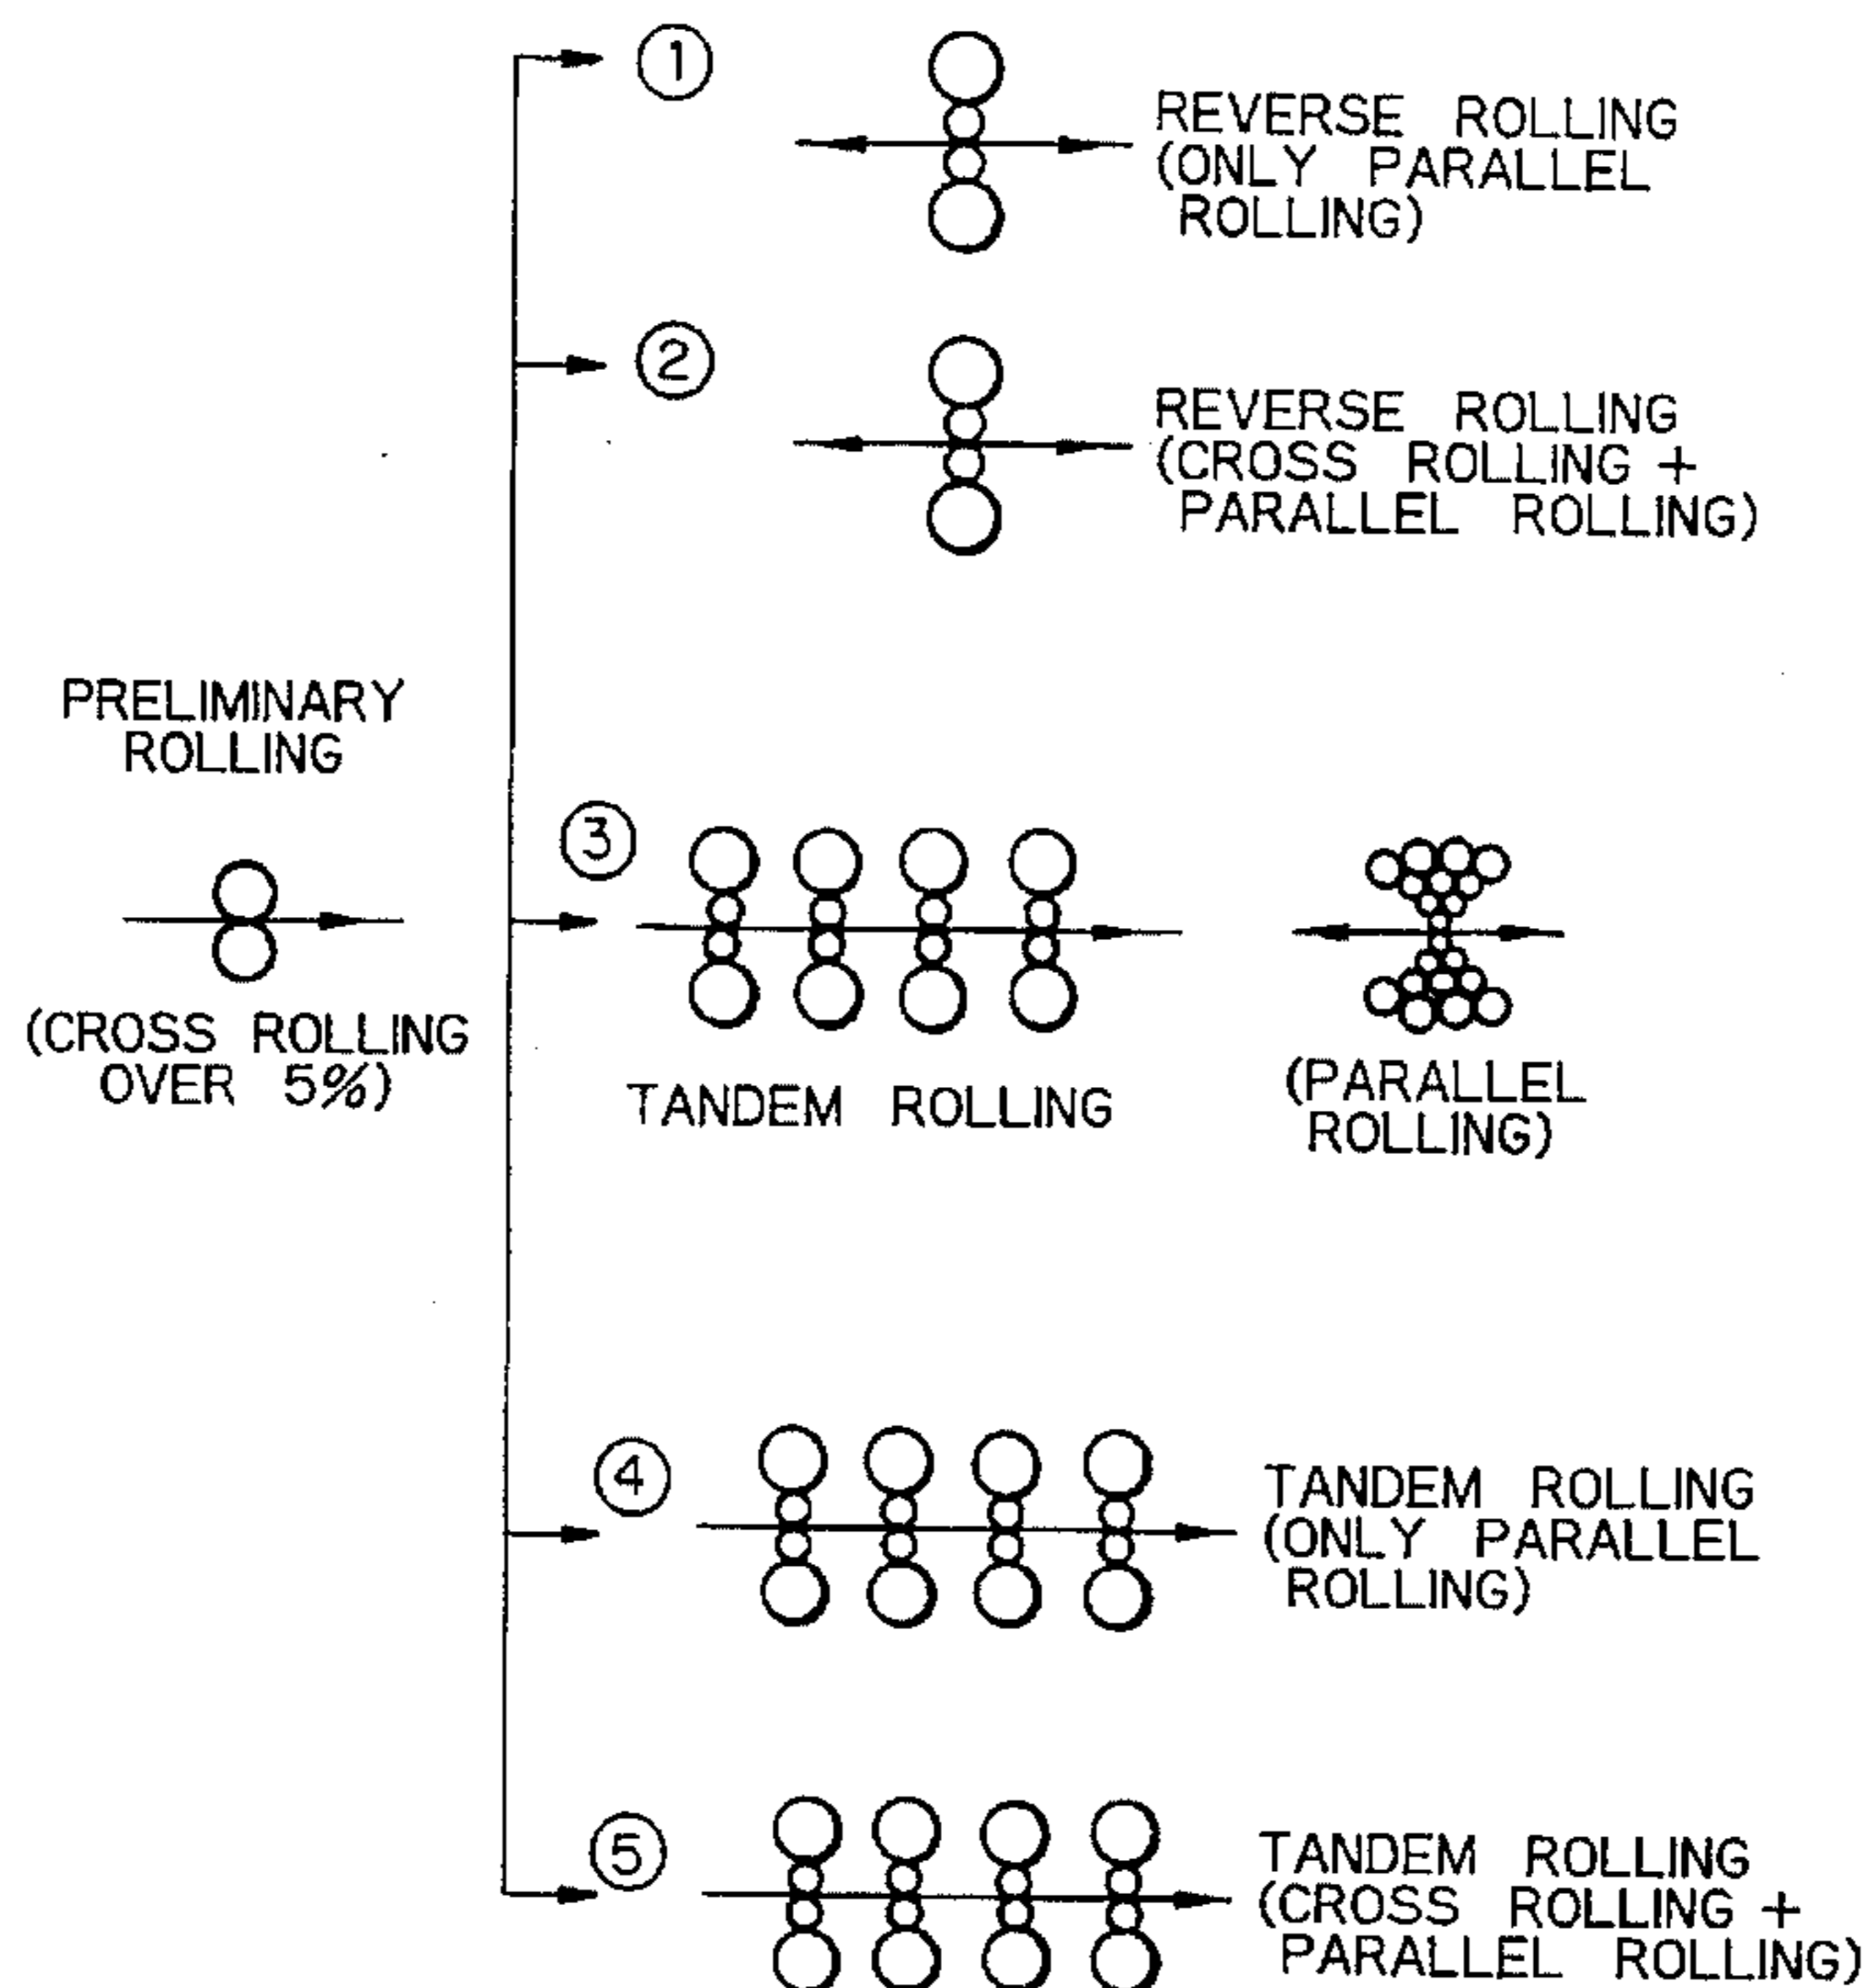 ①
REVERSE ROLLING
(ONLY PARALLEL
ROLLING)
②
REVERSE ROLLING
(CROSS ROLLING +
PARALLEL ROLLING)
PRELIMINARY
ROLLING
(CROSS ROLLING
OVER 5%)
③
TANDEM ROLLING
(PARALLEL
ROLLING)
④
TANDEM ROLLING
(ONLY PARALLEL
ROLLING)
⑤
TANDEM ROLLING
(CROSS ROLLING +
PARALLEL ROLLING)